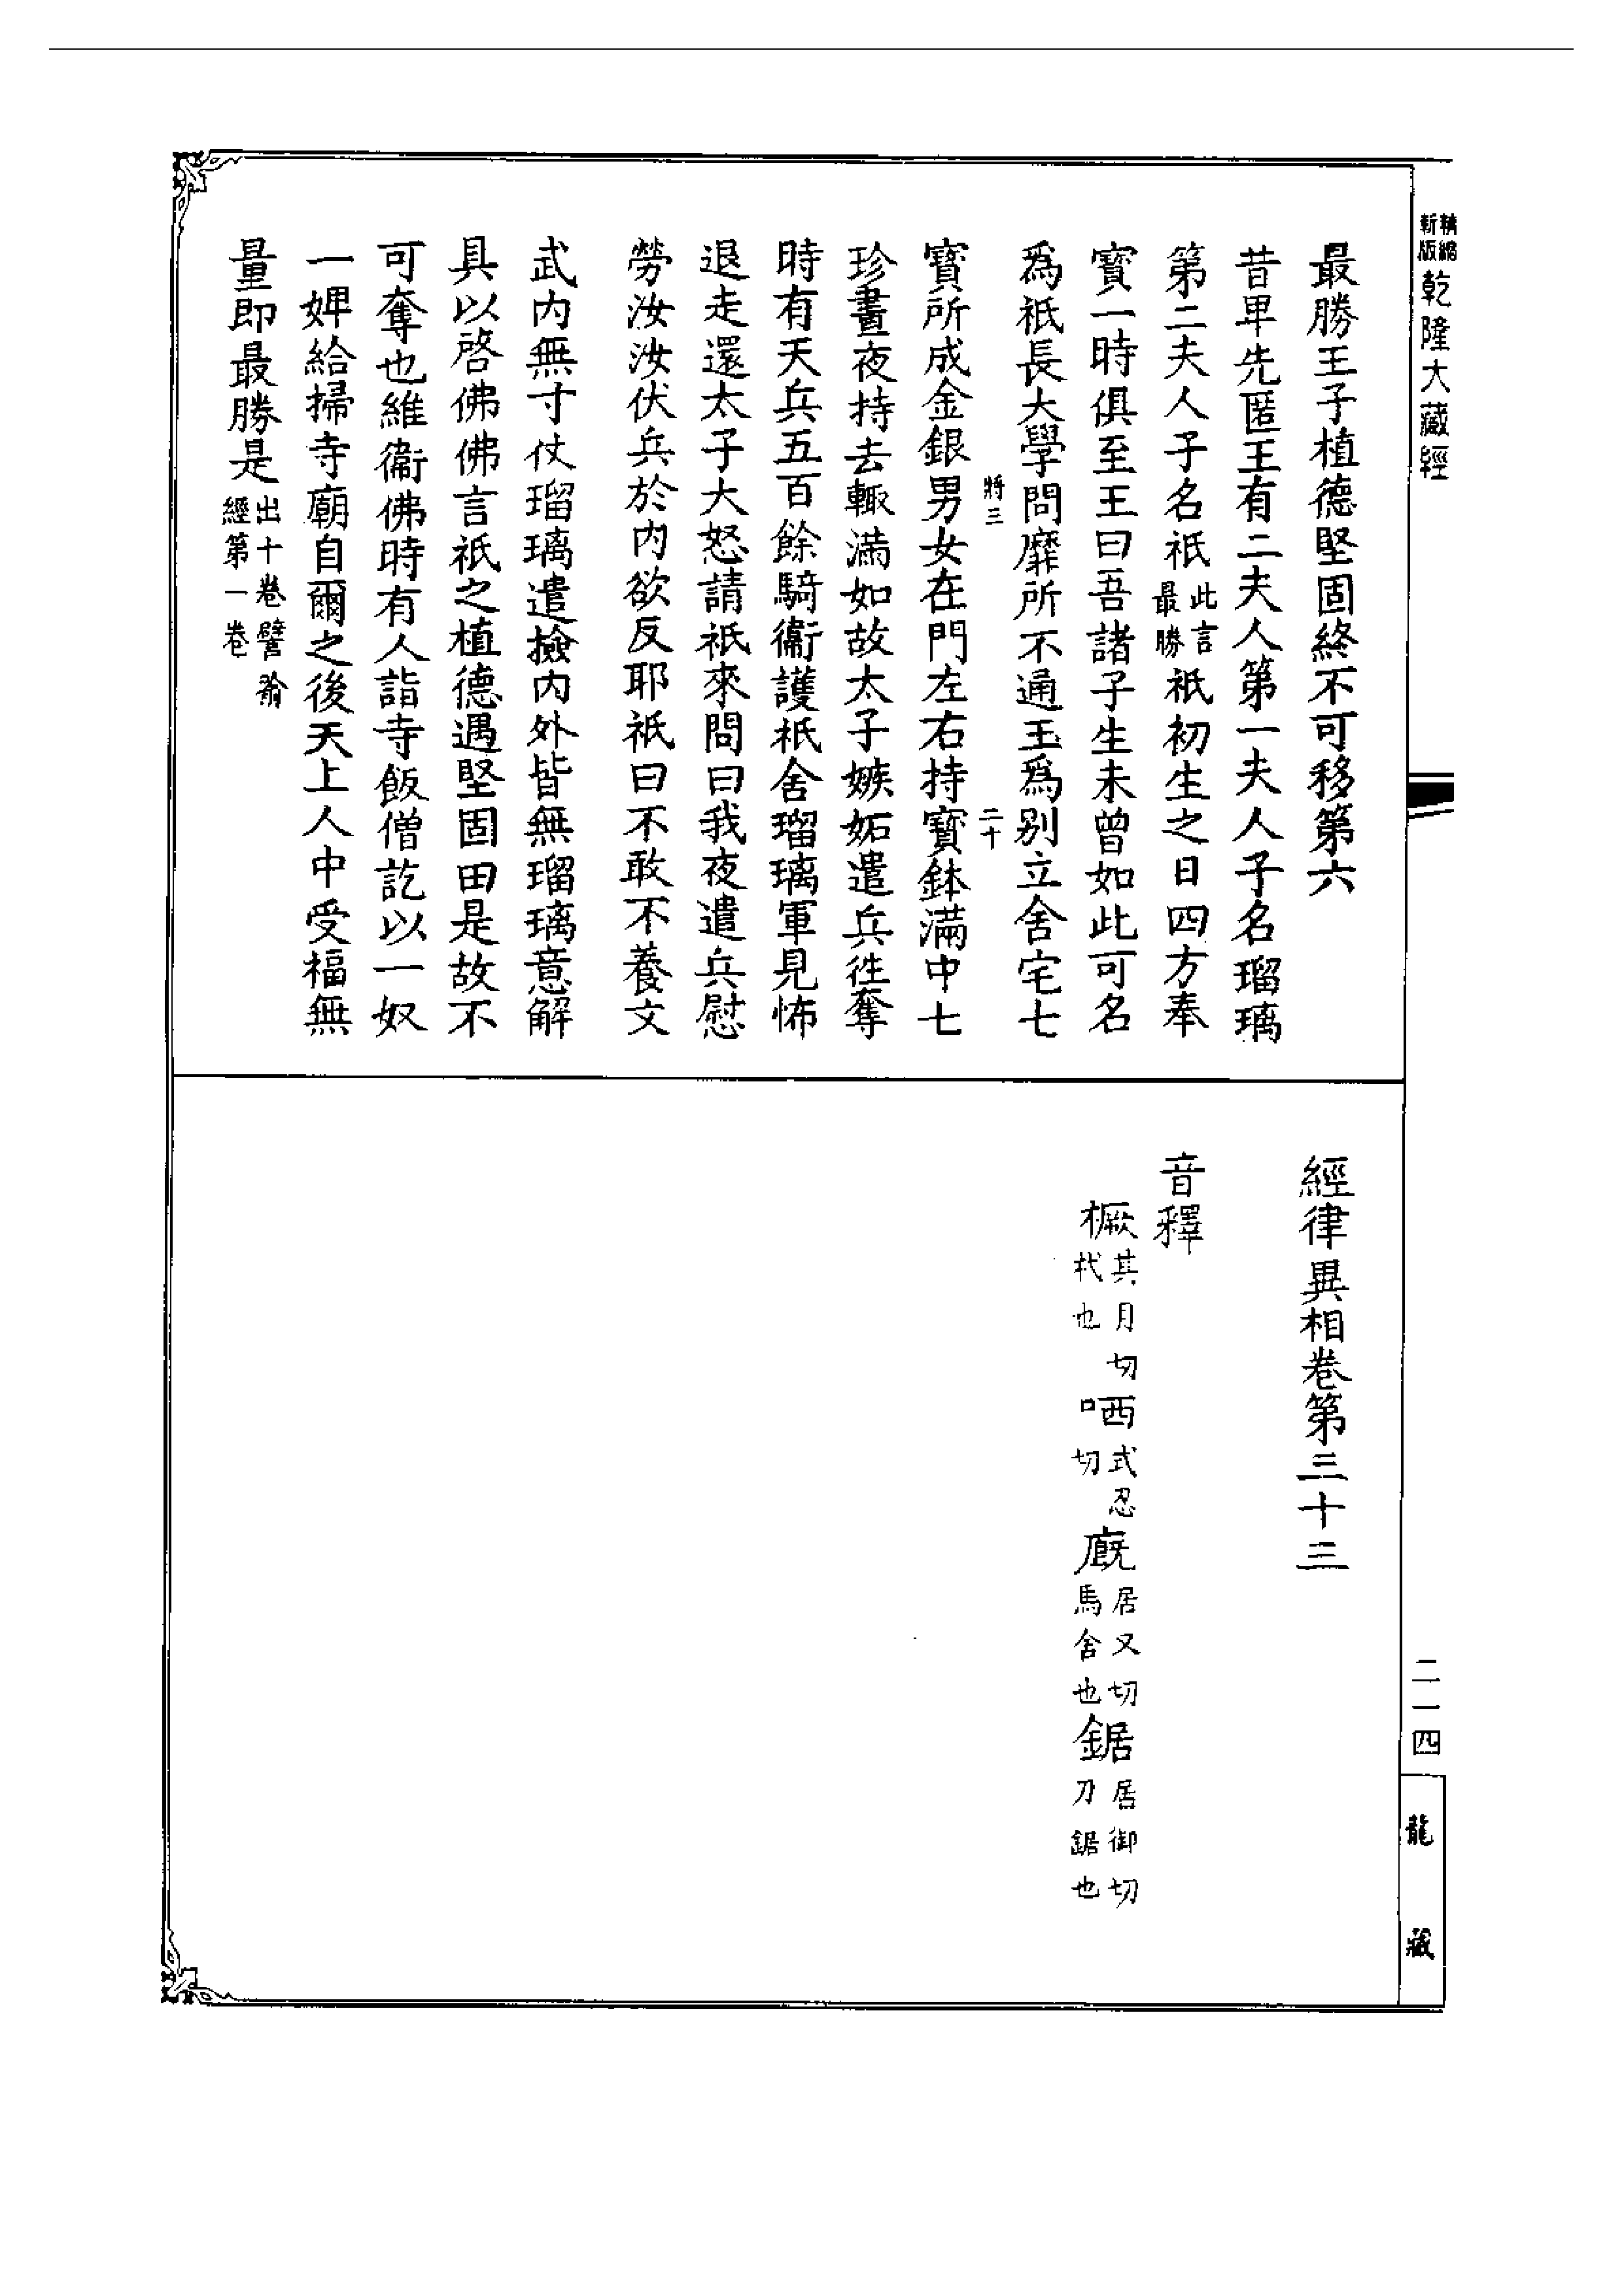 新版精縮 乾隆大藏經
最勝王子植德堅固終不可移第六
昔卑先匿王有二夫人第一夫人子名瑠璃
第二夫人子名祇此言最勝祇初生之日四方奉
寶一時俱至王曰吾諸子生未曾如此可名
爲祇長大學問靡所不通王爲别立舍宅七
將三 二十
寶所成金銀男女在門左右持寶鉢滿中七
珍晝夜持去輙滿如故太子嫉妬遣兵徃奪
時有天兵五百餘騎衞護祇舍瑠璃軍見怖
退走還太子大怒請祇來問曰我夜遣兵慰
勞汝汝伏兵於内欲反耶祇曰不敢不養文
武内無寸仗瑠璃遣撿内外皆無瑠璃意解
具以啓佛佛言祇之植德遇堅固田是故不
可奪也維衞佛時有人詣寺飯僧訖以一奴
一婢給掃寺廟自爾之後天上人中受福無
量即最勝是出十卷譬喻經第一卷
經律異相卷第三十三
音釋
橛其月切杙也 哂式忍切 廐居又切馬舍也 鋸居御切刀鋸也
二一四
龍藏